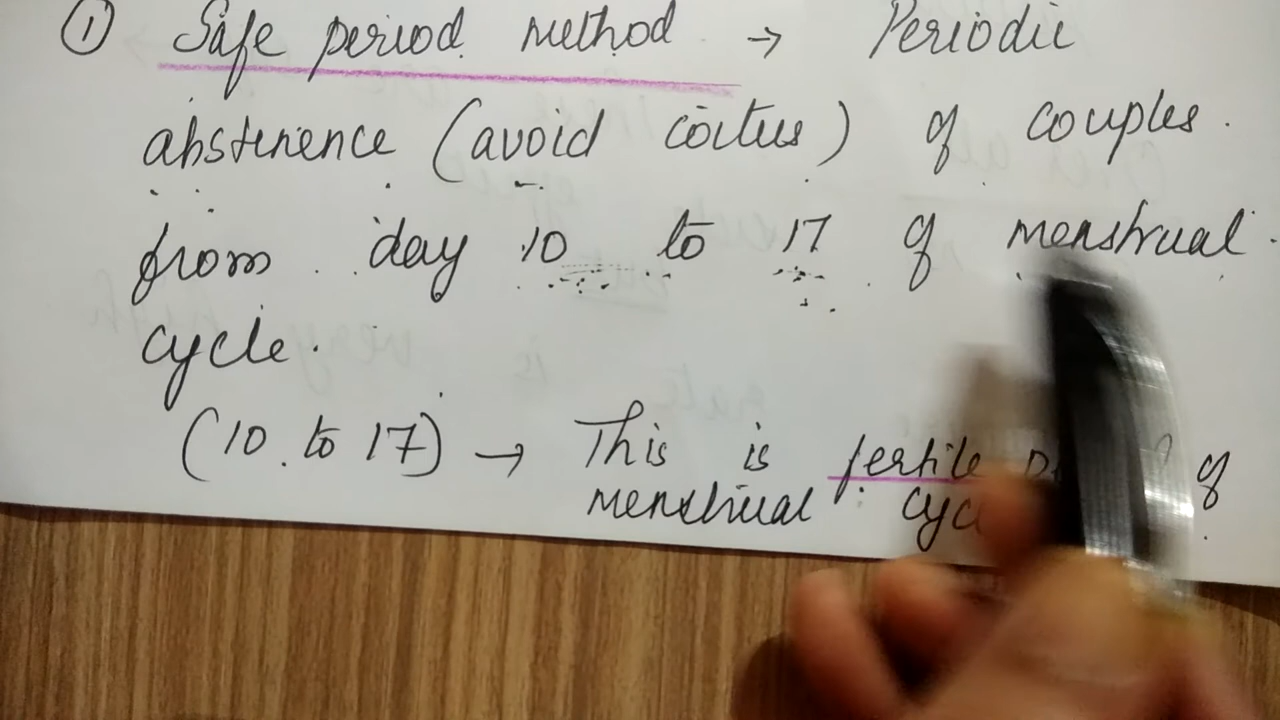 ① Safe period method → Periodic
abstinence (avoid coitus) of couples.
from day 10 to 17 of menstrual
cycle.
(10 to 17) → This is fertile of
menstrual